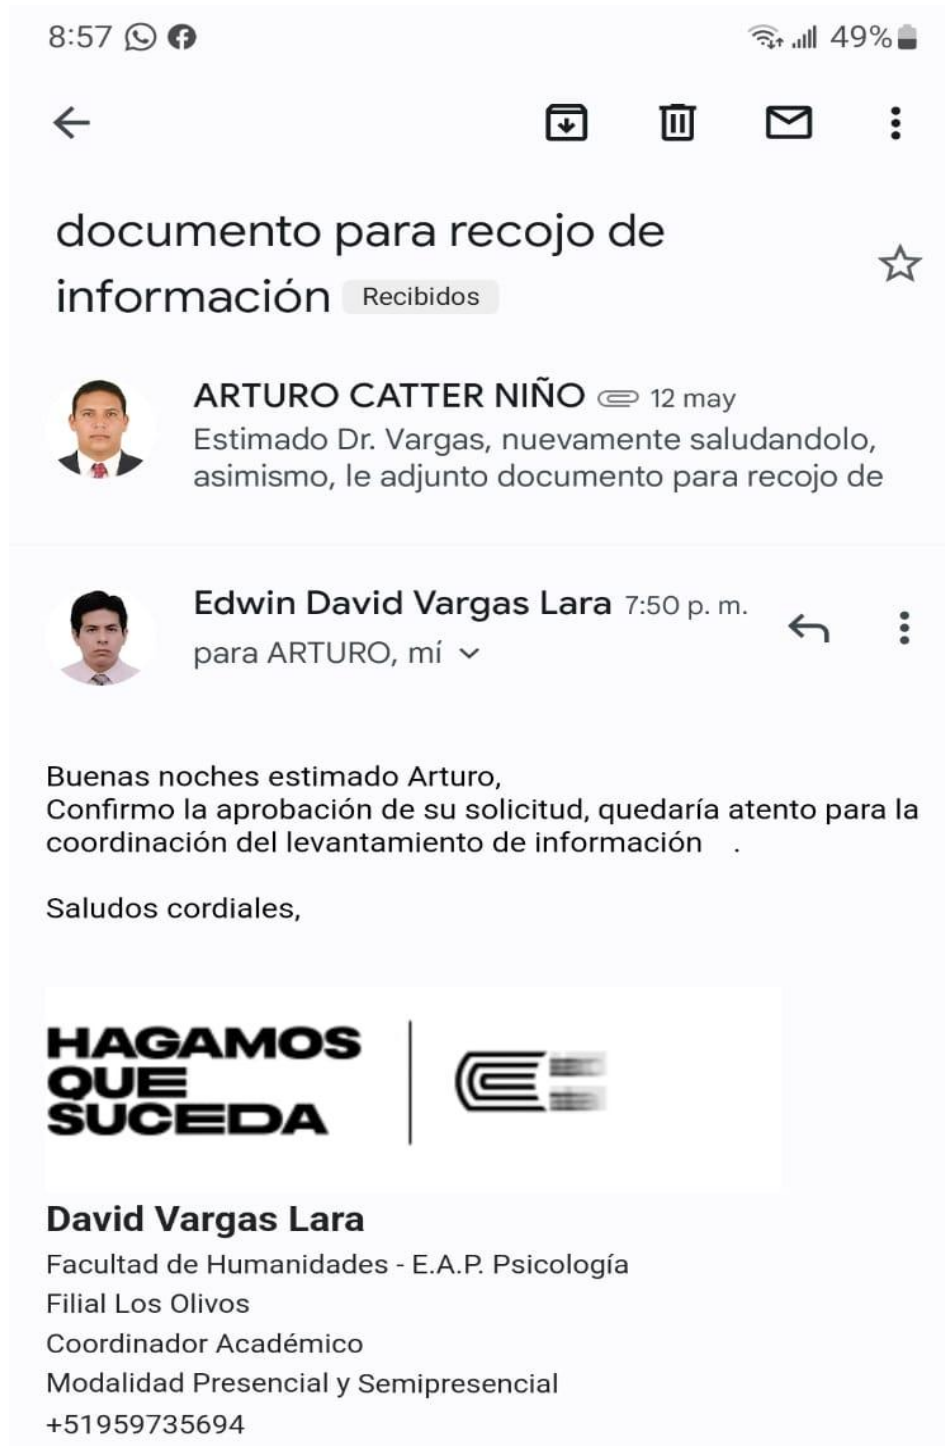 8:57 49%
documento para recojo de
información Recibidos
ARTURO CATTER NIÑO 12 may
Estimado Dr. Vargas, nuevamente saludandolo,
asimismo, le adjunto documento para recojo de
Edwin David Vargas Lara 7:50 p. m.
para ARTURO, mí
Buenas noches estimado Arturo,
Confirmo la aprobación de su solicitud, quedaría atento para la
coordinación del levantamiento de información .
Saludos cordiales,
HAGAMOS
QUE
SUCEDA
David Vargas Lara
Facultad de Humanidades - E.A.P. Psicología
Filial Los Olivos
Coordinador Académico
Modalidad Presencial y Semipresencial
+51959735694